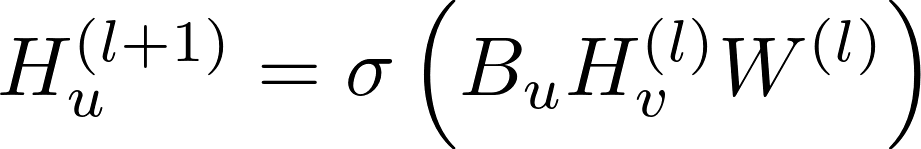 $H_u^{(l+1)} = \sigma \left( B_u H_v^{(l)} W^{(l)} \right)$